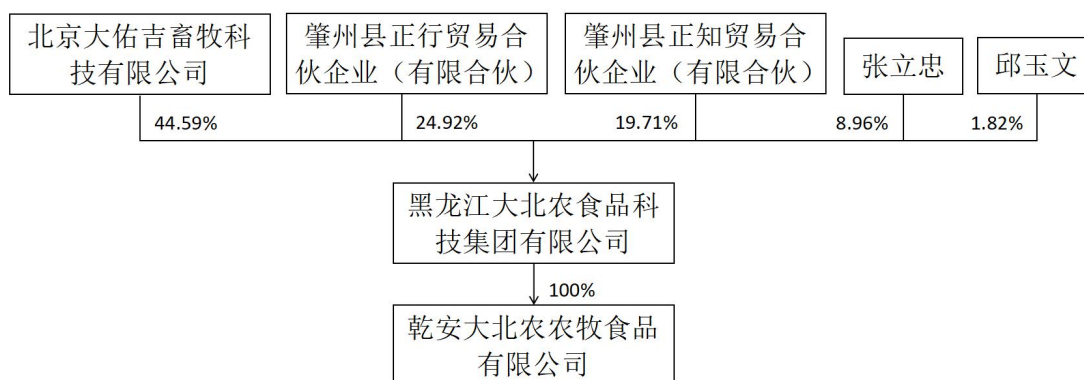 北京大佑吉畜牧科
技有限公司
肇州县正行贸易合
伙企业（有限合伙）
肇州县正知贸易合
伙企业（有限合伙）
张立忠
邱玉文
44.59%
24.92%
19.71%
8.96%
1.82%
黑龙江大北农食品科
技集团有限公司
100%
乾安大北农农牧食品
有限公司